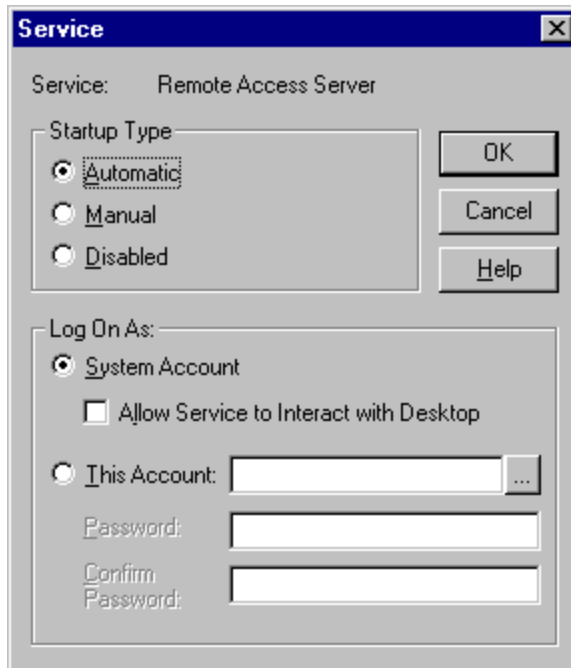 Service
Service: Remote Access Server
Startup Type
Automatic
Manual
Disabled
OK
Cancel
Help
Log On As:
System Account
Allow Service to Interact with Desktop
This Account:
...
Password:
Confirm
Password: